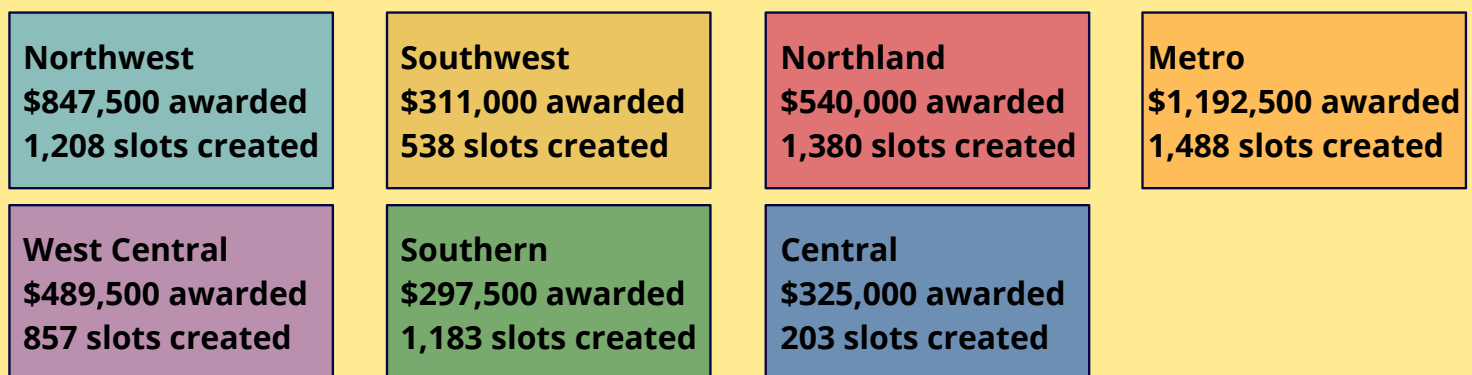 Northwest
$847,500 awarded
1,208 slots created
Southwest
$311,000 awarded
538 slots created
Northland
$540,000 awarded
1,380 slots created
Metro
$1,192,500 awarded
1,488 slots created
West Central
$489,500 awarded
857 slots created
Southern
$297,500 awarded
1,183 slots created
Central
$325,000 awarded
203 slots created